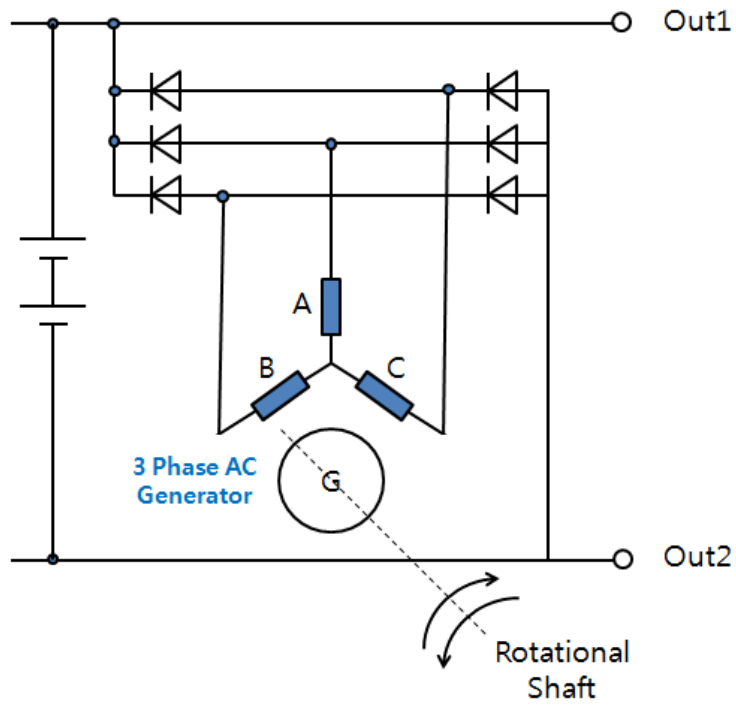 Out1
A
B
C
3 Phase AC
Generator
G
Out2
Rotational
Shaft